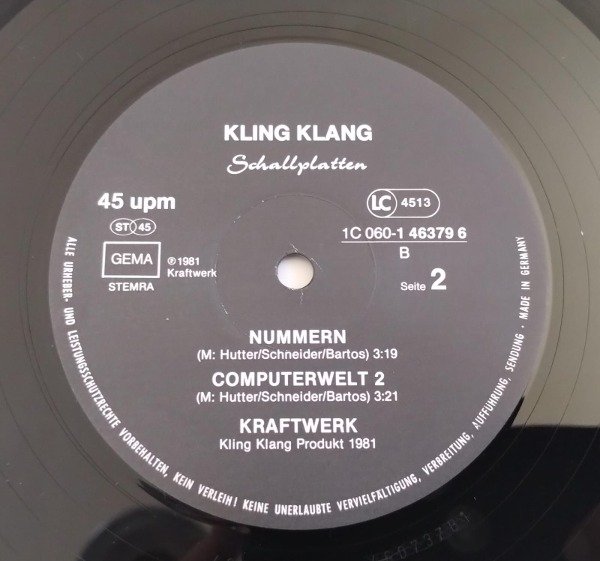 KLING KLANG
Schallplatten
45 upm
LC 4513
ST 45
1C 060-1 46379 6
B
GEMA
STEMRA
℗ 1981
Kraftwerk
Seite 2
NUMMERN
(M: Hutter/Schneider/Bartos) 3:19
COMPUTERWELT 2
(M: Hutter/Schneider/Bartos) 3:21
KRAFTWERK
Kling Klang Produkt 1981
ALLE URHEBER- UND LEISTUNGSSCHUTZRECHTE VORBEHALTEN, KEIN VERLEIH! KEINE UNERLAUBTE VERVIELFÄLTIGUNG, VERBREITUNG, AUFFÜHRUNG, SENDUNG · MADE IN GERMANY